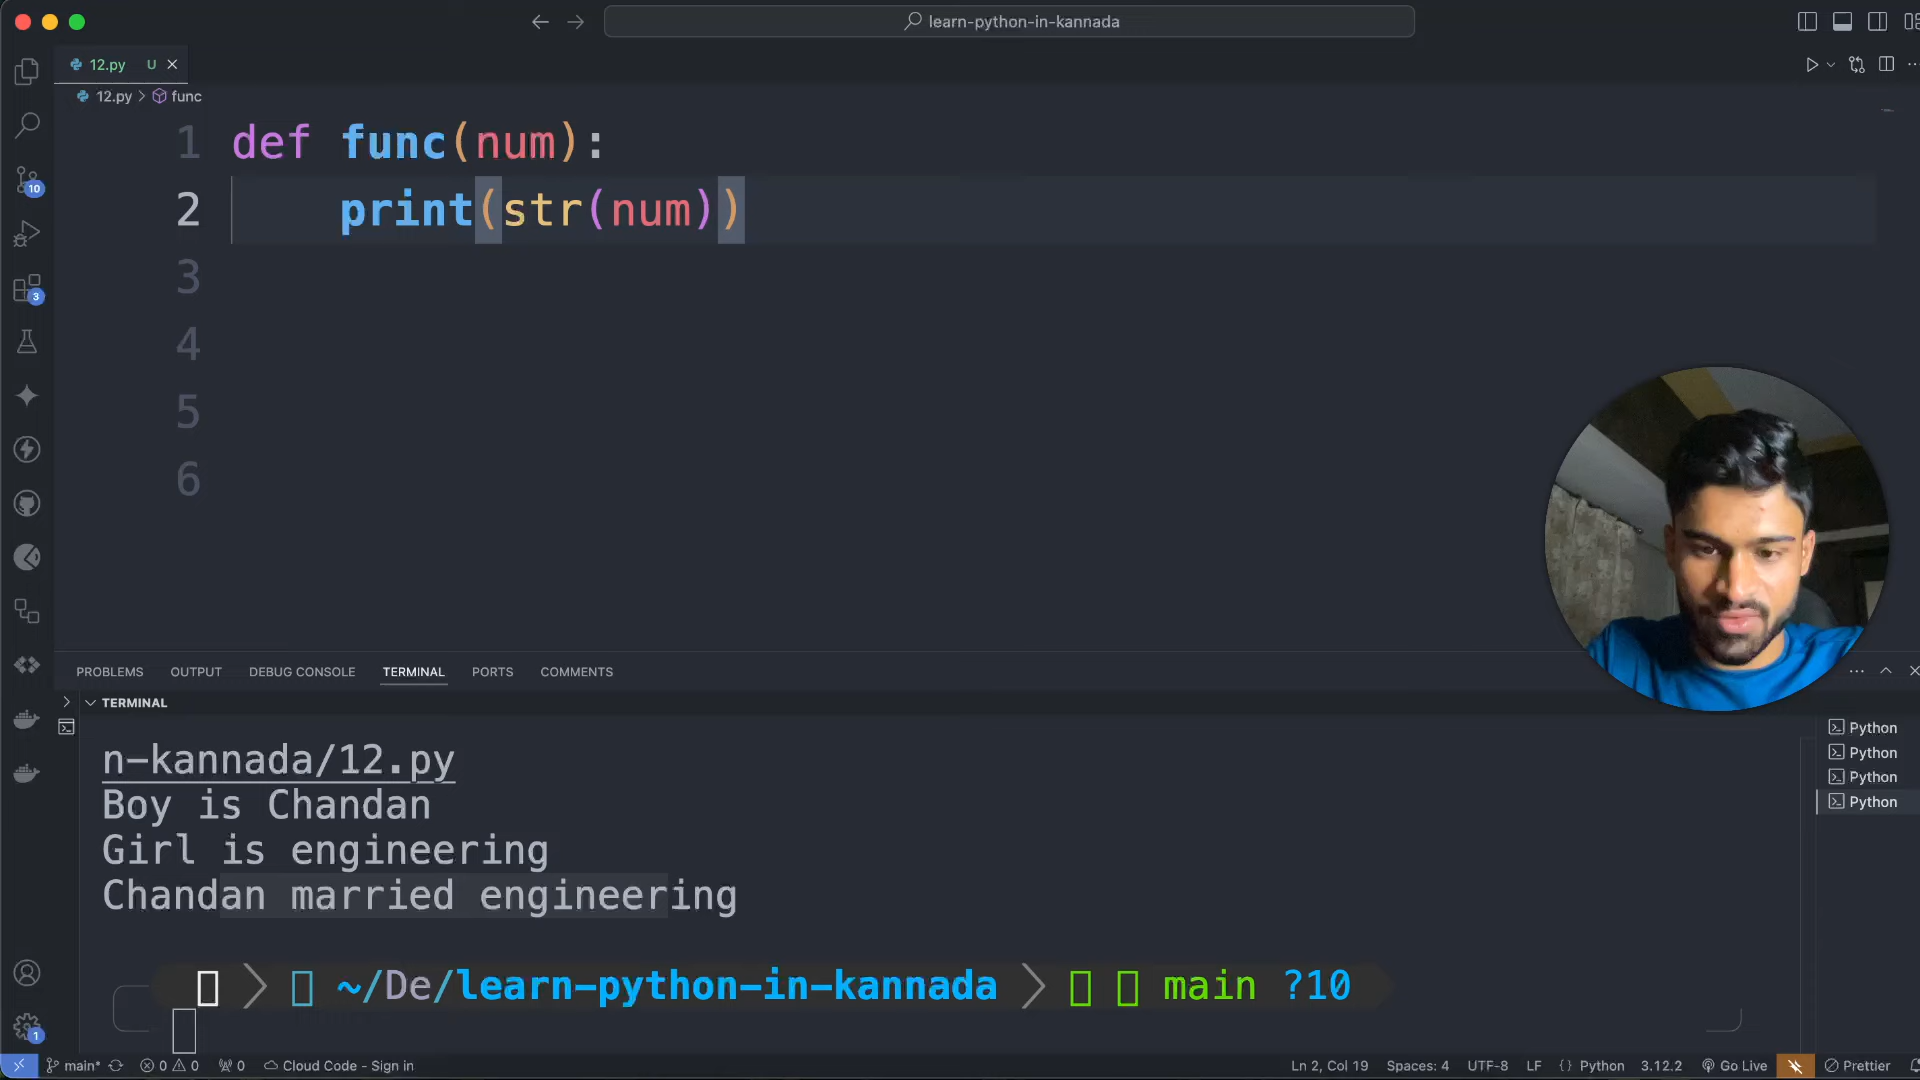 learn-python-in-kannada
12.py U
12.py > func
1 def func(num):
2 print(str(num))
3
4
5
6
10
3
PROBLEMS OUTPUT DEBUG CONSOLE TERMINAL PORTS COMMENTS
TERMINAL
n-kannada/12.py
Boy is Chandan
Girl is engineering
Chandan married engineering
~/De/learn-python-in-kannada main ?10
Python
Python
Python
Python
1
main* 0 0 0 Cloud Code - Sign in Ln 2, Col 19 Spaces: 4 UTF-8 LF {} Python 3.12.2 Go Live Prettier